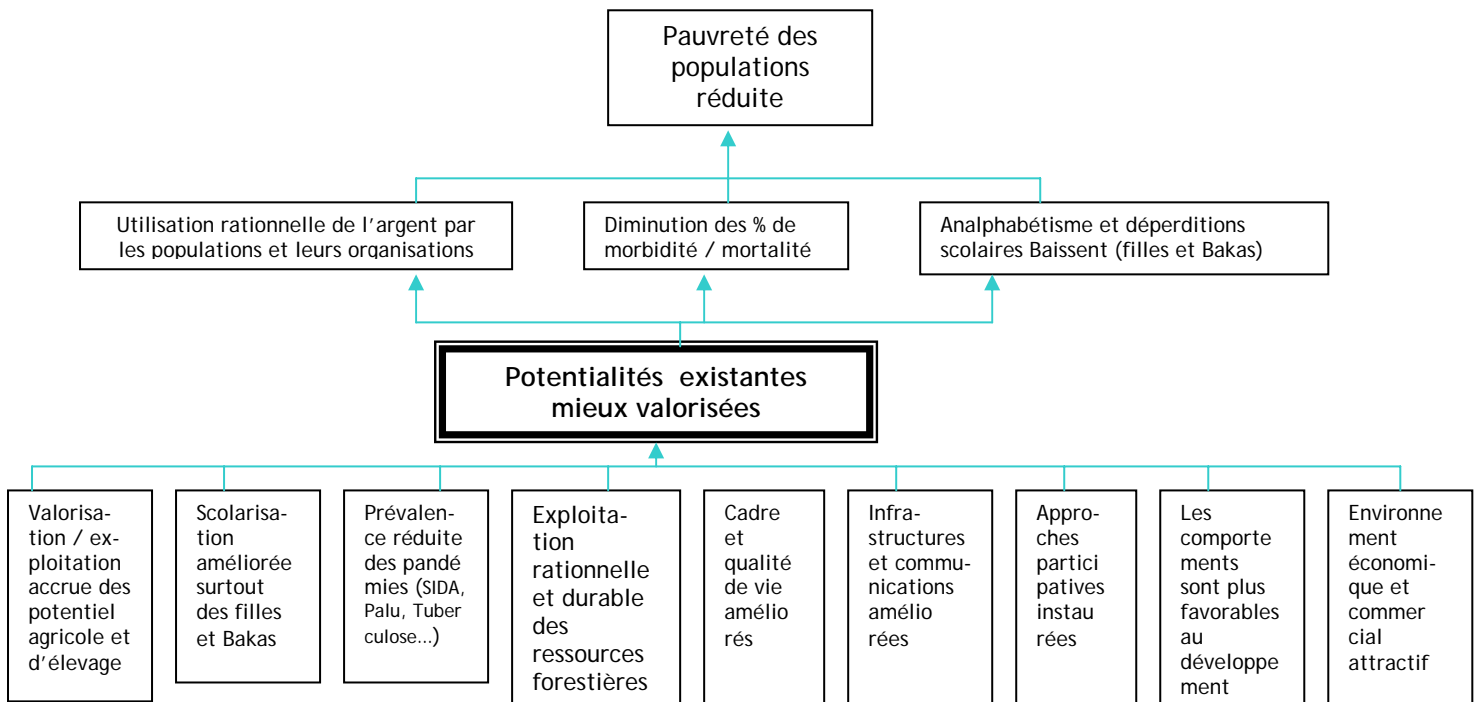 Pauvreté des
populations
réduite
Utilisation rationnelle de l'argent par
les populations et leurs organisations
Diminution des % de
morbidité / mortalité
Analphabétisme et déperditions
scolaires Baissent (filles et Bakas)
Potentialités existantes
mieux valorisées
Valorisa-
tion / ex-
ploitation
accrue des
potentiel
agricole et
d'élevage
Scolarisa-
tion
améliorée
surtout
des filles
et Bakas
Prévalen-
ce réduite
des pandé
mies (SIDA,
Palu, Tuber
culose...)
Exploita-
tion
rationnelle
et durable
des
ressources
forestières
Cadre
et
qualité
de vie
amélio
rés
Infra-
structures
et commu-
nications
amélio
rées
Appro-
ches
partici
patives
instau
rées
Les
comporte
ments
sont plus
favorables
au
développe
ment
Environne
ment
économi-
que et
commer
cial
attractif